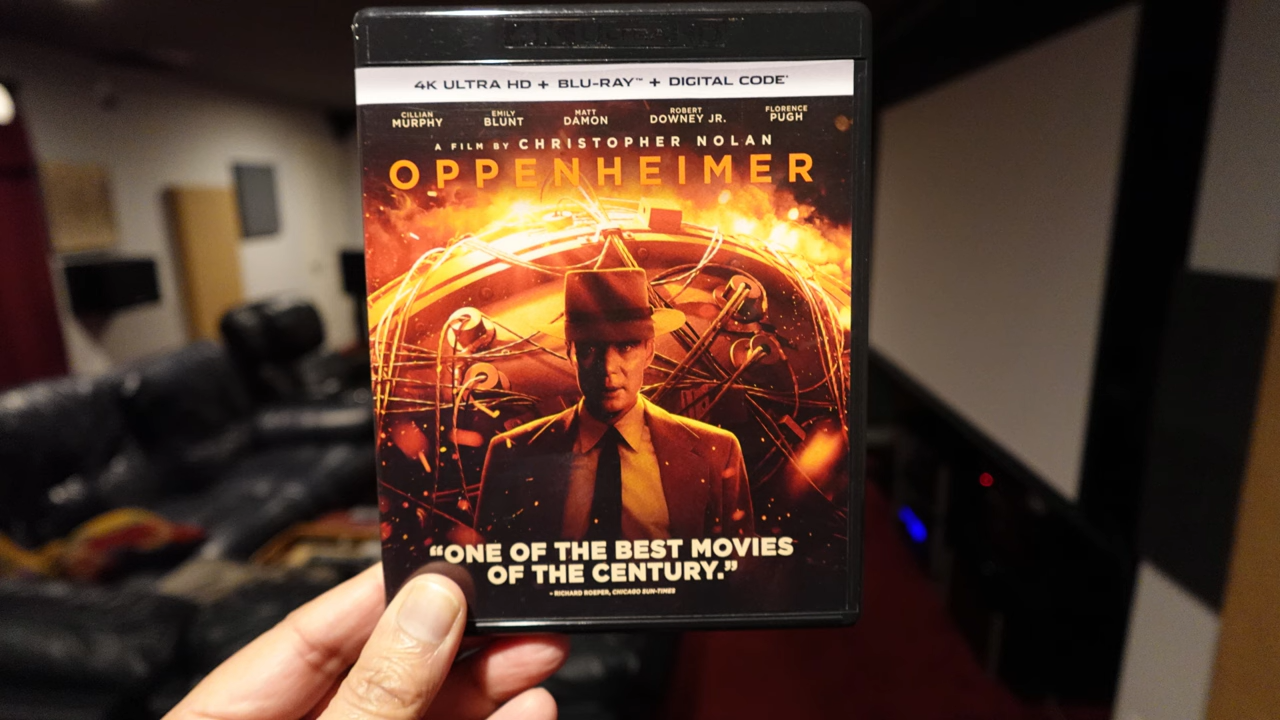 4K ULTRA HD + BLU-RAY™ + DIGITAL CODE*
CILLIAN MURPHY
EMILY BLUNT
MATT DAMON
ROBERT DOWNEY JR.
FLORENCE PUGH
A FILM BY CHRISTOPHER NOLAN
OPPENHEIMER
“ONE OF THE BEST MOVIES
OF THE CENTURY.”
- RICHARD ROEPER, CHICAGO SUN-TIMES